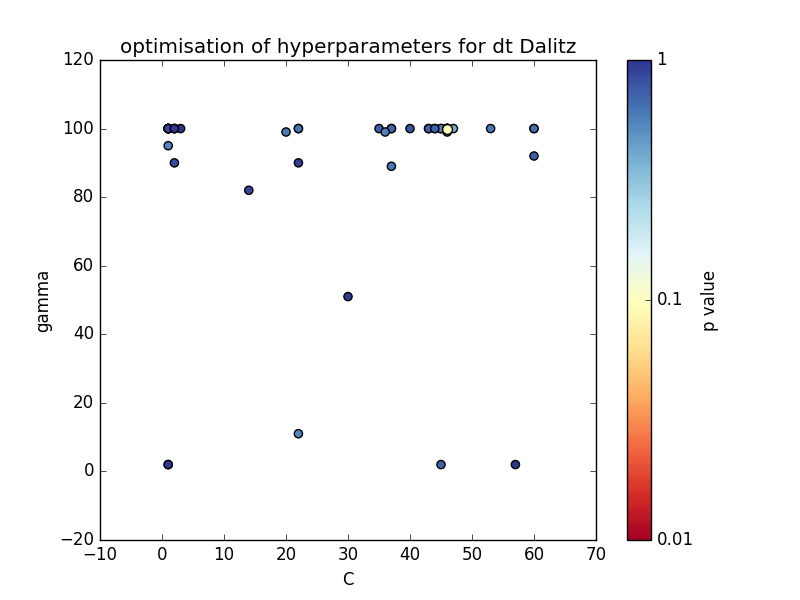 optimisation of hyperparameters for dt Dalitz
120
100
80
60
40
20
0
−20
gamma
−10 0 10 20 30 40 50 60 70
C
1
0.1
0.01
p value